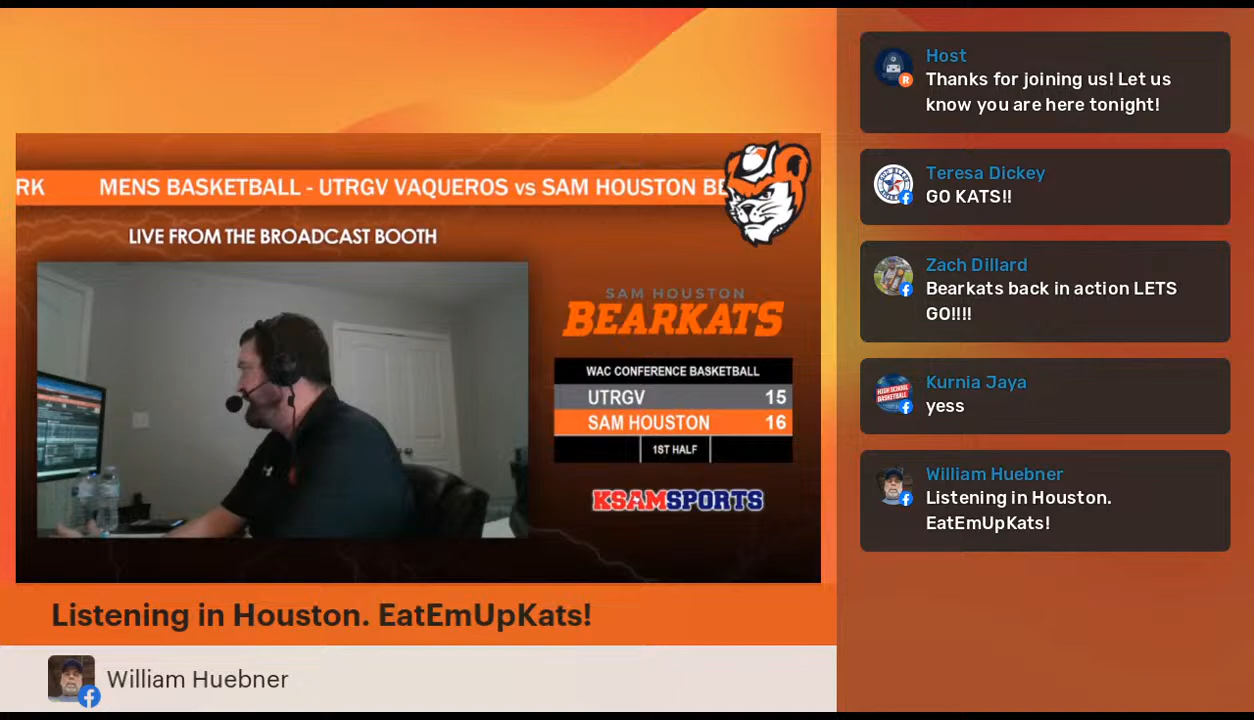 RK MENS BASKETBALL - UTRGV VAQUEROS vs SAM HOUSTON BE
LIVE FROM THE BROADCAST BOOTH
SAM HOUSTON
BEARKATS
WAC CONFERENCE BASKETBALL
UTRGV 15
SAM HOUSTON 16
1ST HALF
KSAMSPORTS
Listening in Houston. EatEmUpKats!
William Huebner
Host
Thanks for joining us! Let us
know you are here tonight!
Teresa Dickey
GO KATS!!
Zach Dillard
Bearkats back in action LETS
GO!!!!
Kurnia Jaya
yess
William Huebner
Listening in Houston.
EatEmUpKats!